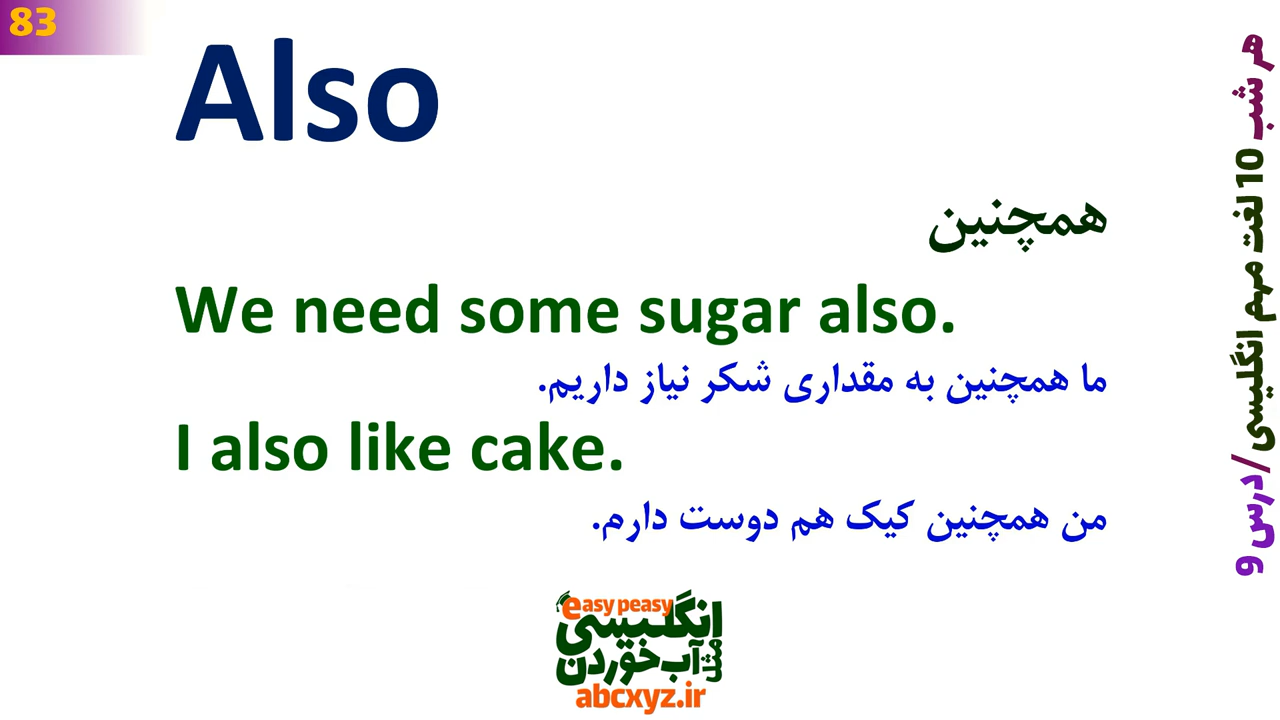 83
Also
همچنین
We need some sugar also.
ما همچنین به مقداری شکر نیاز داریم.
I also like cake.
من همچنین کیک هم دوست دارم.
هر شب 10 لغت مهم انگلیسی/درس 9
easy peasy
انگلیسی
مثل آب خوردن
abcxyz.ir